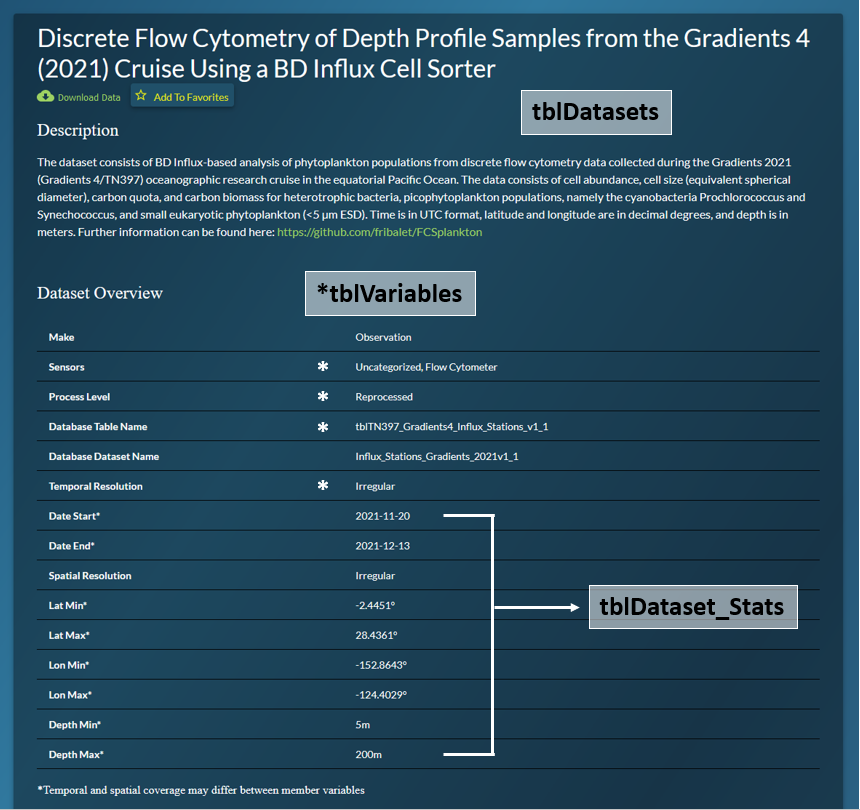 Discrete Flow Cytometry of Depth Profile Samples from the Gradients 4
(2021) Cruise Using a BD Influx Cell Sorter
Download Data Add To Favorites
tblDatasets
Description
The dataset consists of BD Influx-based analysis of phytoplankton populations from discrete flow cytometry data collected during the Gradients 2021
(Gradients 4/TN397) oceanographic research cruise in the equatorial Pacific Ocean. The data consists of cell abundance, cell size (equivalent spherical
diameter), carbon quota, and carbon biomass for heterotrophic bacteria, picophytoplankton populations, namely the cyanobacteria Prochlorococcus and
Synechococcus, and small eukaryotic phytoplankton (<5 μm ESD). Time is in UTC format, latitude and longitude are in decimal degrees, and depth is in
meters. Further information can be found here: https://github.com/fribalet/FCSplankton
Dataset Overview
*tblVariables
Make Observation
Sensors * Uncategorized, Flow Cytometer
Process Level * Reprocessed
Database Table Name * tblTN397_Gradients4_Influx_Stations_v1_1
Database Dataset Name Influx_Stations_Gradients_2021v1_1
Temporal Resolution * Irregular
Date Start* 2021-11-20
Date End* 2021-12-13
Spatial Resolution Irregular
Lat Min* -2.4451°
tblDataset_Stats
Lat Max* 28.4361°
Lon Min* -152.8643°
Lon Max* -124.4029°
Depth Min* 5m
Depth Max* 200m
*Temporal and spatial coverage may differ between member variables